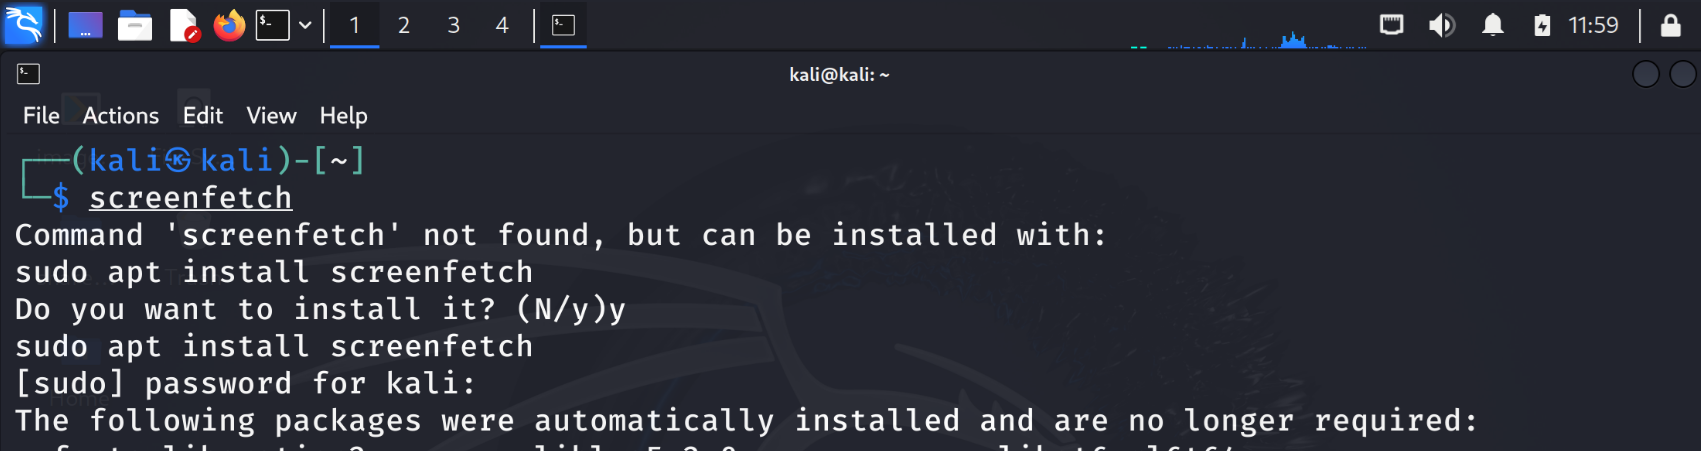 1 2 3 4 11:59
kali@kali: ~
File Actions Edit View Help
(kali㉿kali)-[~]
$ screenfetch
Command 'screenfetch' not found, but can be installed with:
sudo apt install screenfetch
Do you want to install it? (N/y)y
sudo apt install screenfetch
[sudo] password for kali:
Home
The following packages were automatically installed and are no longer required: